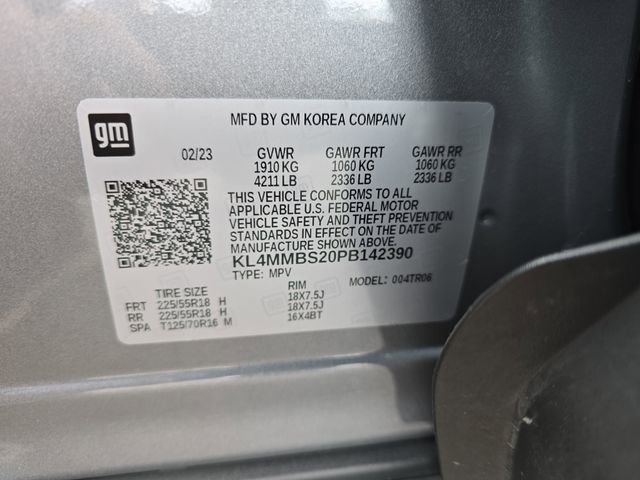 gm
MFD BY GM KOREA COMPANY
02/23 GVWR GAWR FRT GAWR RR
1910 KG 1060 KG 1060 KG
4211 LB 2336 LB 2336 LB
THIS VEHICLE CONFORMS TO ALL
APPLICABLE U.S. FEDERAL MOTOR
VEHICLE SAFETY AND THEFT PREVENTION
STANDARDS IN EFFECT ON THE DATE OF
MANUFACTURE SHOWN ABOVE.
KL4MMBS20PB142390
TYPE: MPV MODEL: 004TR06
TIRE SIZE RIM
FRT 225/55R18 H 18X7.5J
RR 225/55R18 H 18X7.5J
SPA T125/70R16 M 16X4BT